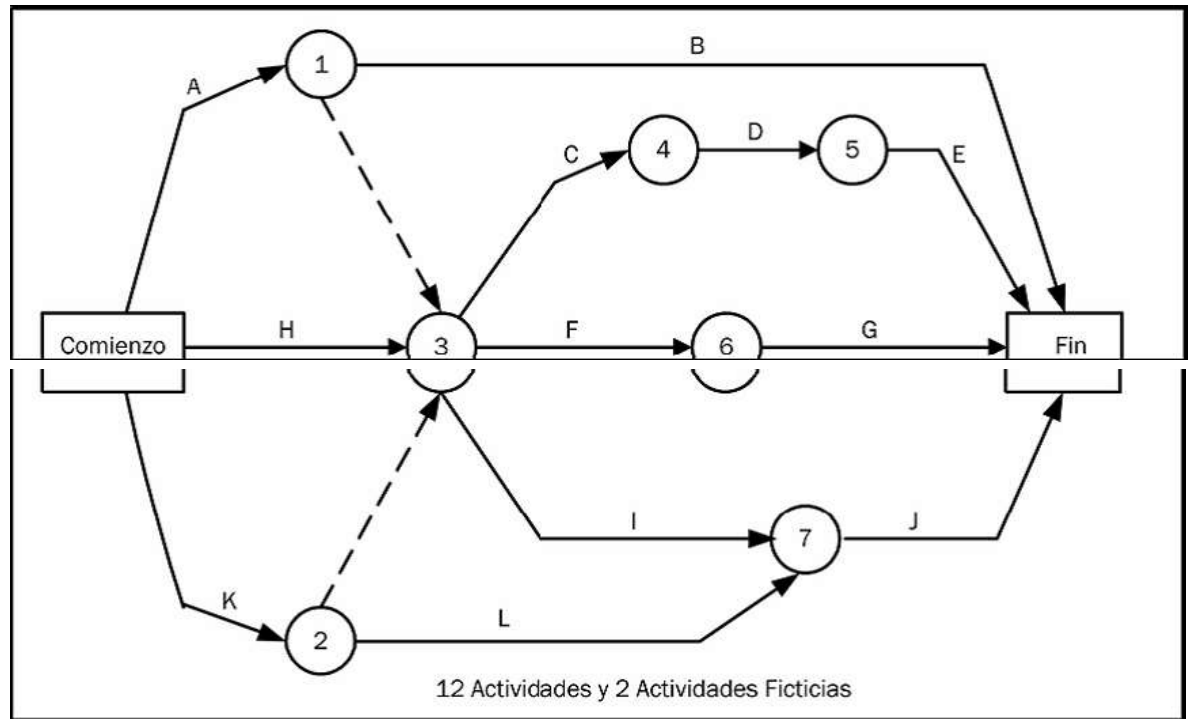 1
B
A
C
4
D
5
E
Comienzo
H
3
F
6
G
Fin
I
7
J
K
2
L
12 Actividades y 2 Actividades Ficticias